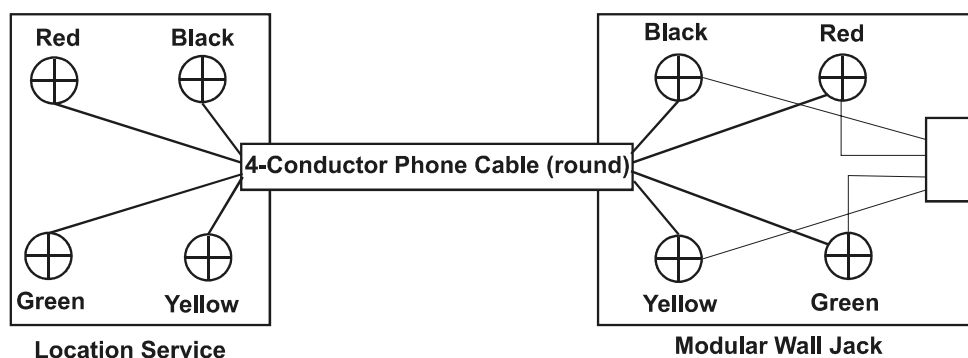 Red
Black
Green
Yellow
Location Service
4-Conductor Phone Cable (round)
Black
Red
Yellow
Green
Modular Wall Jack